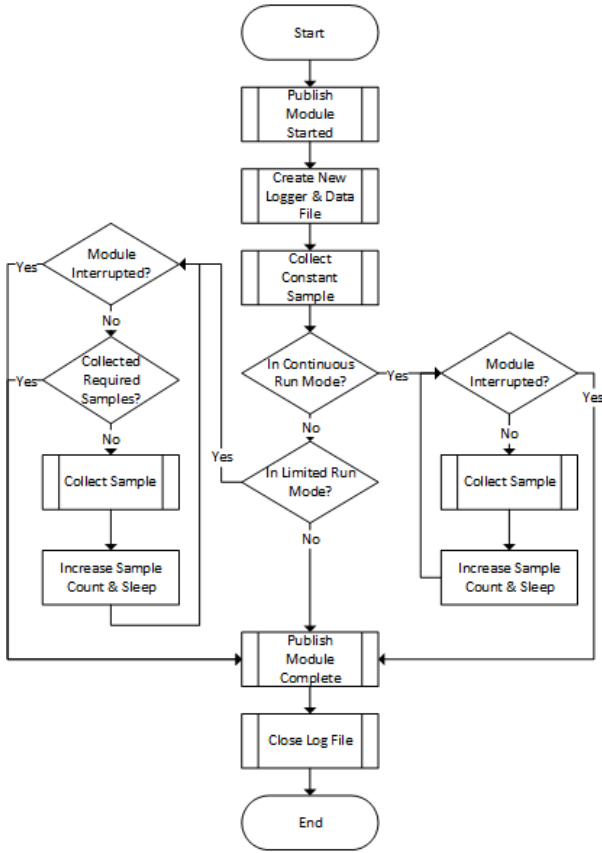 Start
Publish
Module
Started
Create New
Logger & Data
File
Collect
Constant
Sample
Module
Interrupted?
Yes
No
Collected
Required
Samples?
Yes
No
Collect Sample
Increase Sample
Count & Sleep
In Continuous
Run Mode?
Yes
No
In Limited Run
Mode?
Yes
No
Module
Interrupted?
Yes
No
Collect Sample
Increase Sample
Count & Sleep
Publish
Module
Complete
Close Log File
End